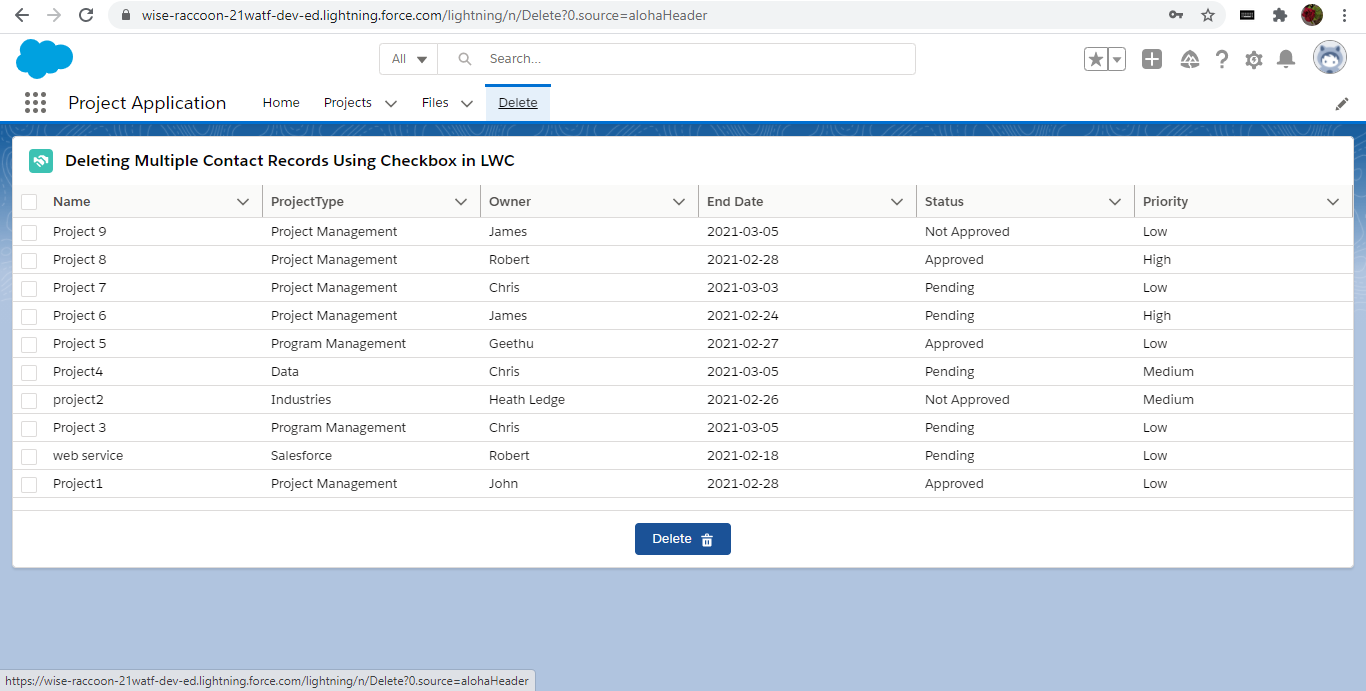 wise-raccoon-21watf-dev-ed.lightning.force.com/lightning/n/Delete?0.source=alohaHeader
All Search...
Project Application Home Projects Files Delete
Deleting Multiple Contact Records Using Checkbox in LWC
Name ProjectType Owner End Date Status Priority
Project 9 Project Management James 2021-03-05 Not Approved Low
Project 8 Project Management Robert 2021-02-28 Approved High
Project 7 Project Management Chris 2021-03-03 Pending Low
Project 6 Project Management James 2021-02-24 Pending High
Project 5 Program Management Geethu 2021-02-27 Approved Low
Project4 Data Chris 2021-03-05 Pending Medium
project2 Industries Heath Ledge 2021-02-26 Not Approved Medium
Project 3 Program Management Chris 2021-03-05 Pending Low
web service Salesforce Robert 2021-02-18 Pending Low
Project1 Project Management John 2021-02-28 Approved Low
Delete
https://wise-raccoon-21watf-dev-ed.lightning.force.com/lightning/n/Delete?0.source=alohaHeader